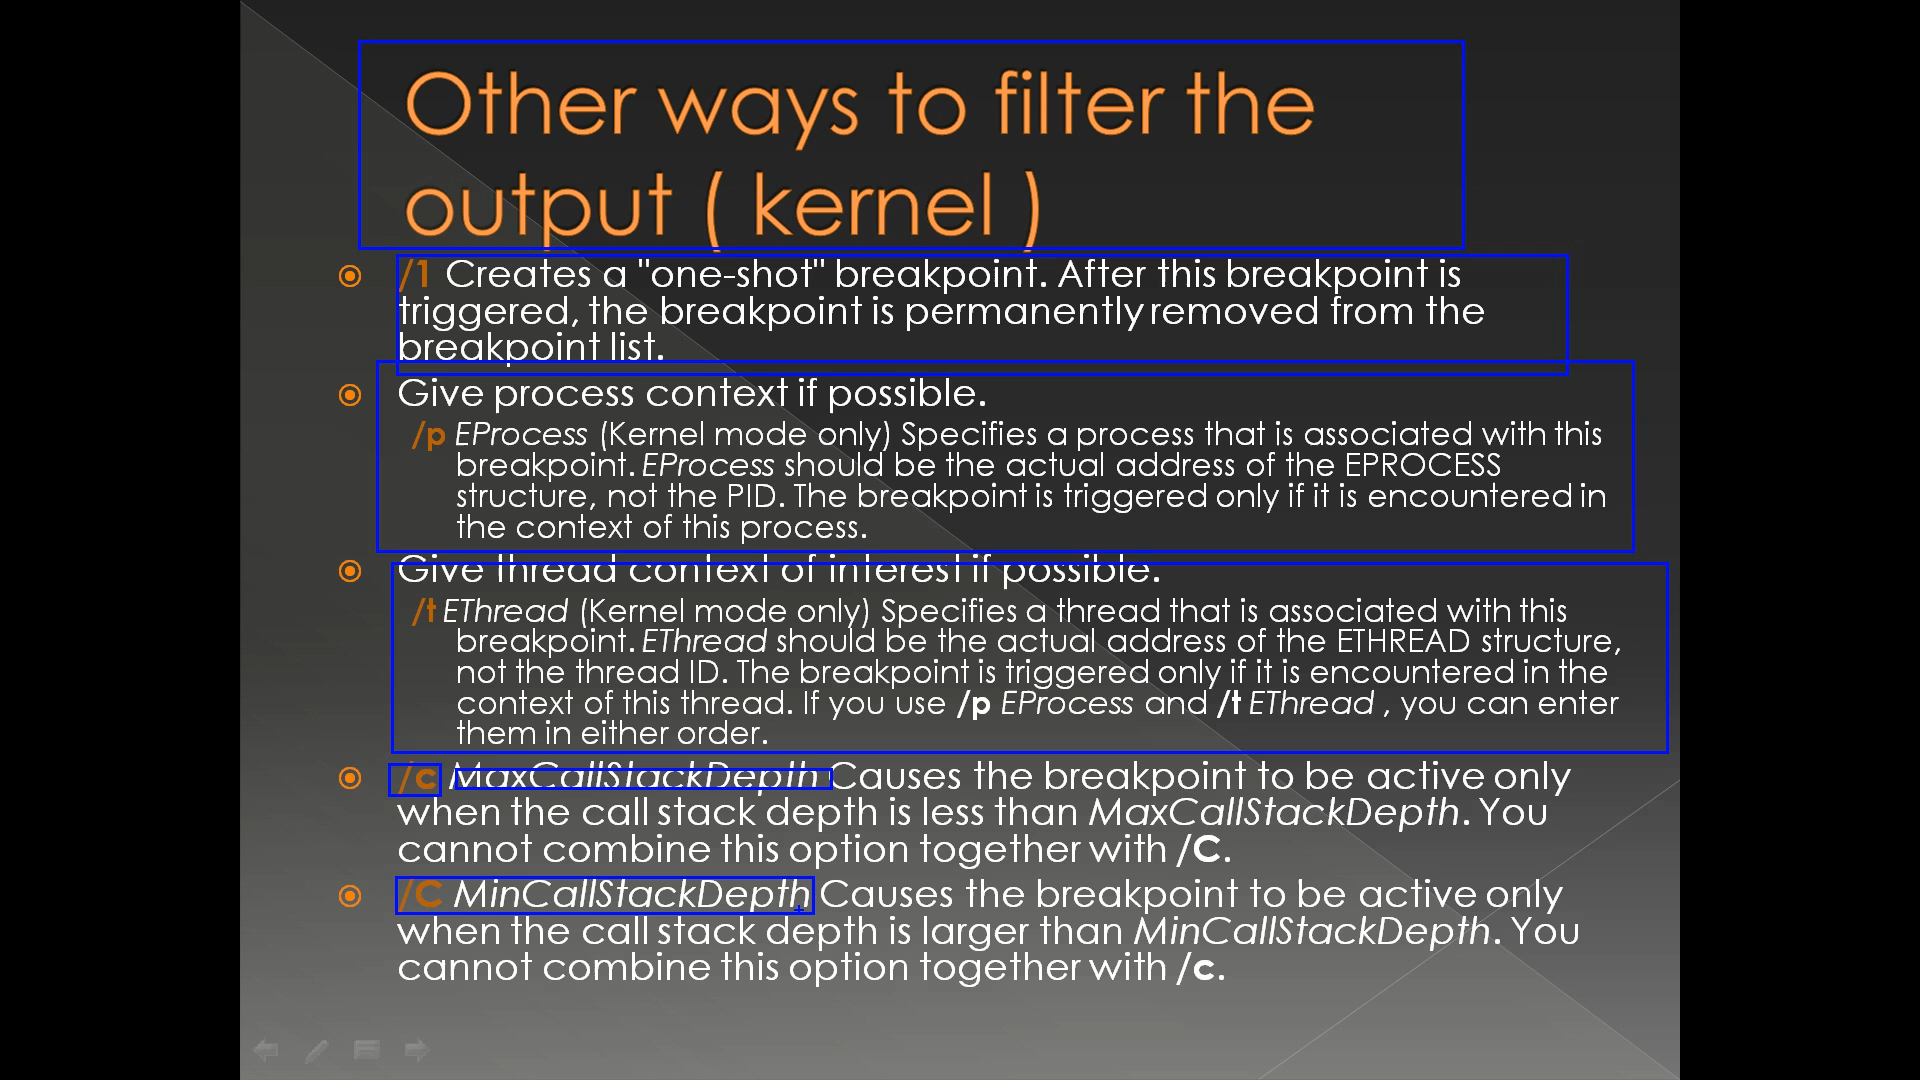 Other ways to filter the
output ( kernel )
/1 Creates a "one-shot" breakpoint. After this breakpoint is
triggered, the breakpoint is permanently removed from the
breakpoint list.
Give process context if possible.
/p EProcess (Kernel mode only) Specifies a process that is associated with this
breakpoint. EProcess should be the actual address of the EPROCESS
structure, not the PID. The breakpoint is triggered only if it is encountered in
the context of this process.
Give thread context of interest if possible.
/t EThread (Kernel mode only) Specifies a thread that is associated with this
breakpoint. EThread should be the actual address of the ETHREAD structure,
not the thread ID. The breakpoint is triggered only if it is encountered in the
context of this thread. If you use /p EProcess and /t EThread , you can enter
them in either order.
/c MaxCallStackDepth Causes the breakpoint to be active only
when the call stack depth is less than MaxCallStackDepth. You
cannot combine this option together with /C.
/C MinCallStackDepth Causes the breakpoint to be active only
when the call stack depth is larger than MinCallStackDepth. You
cannot combine this option together with /c.